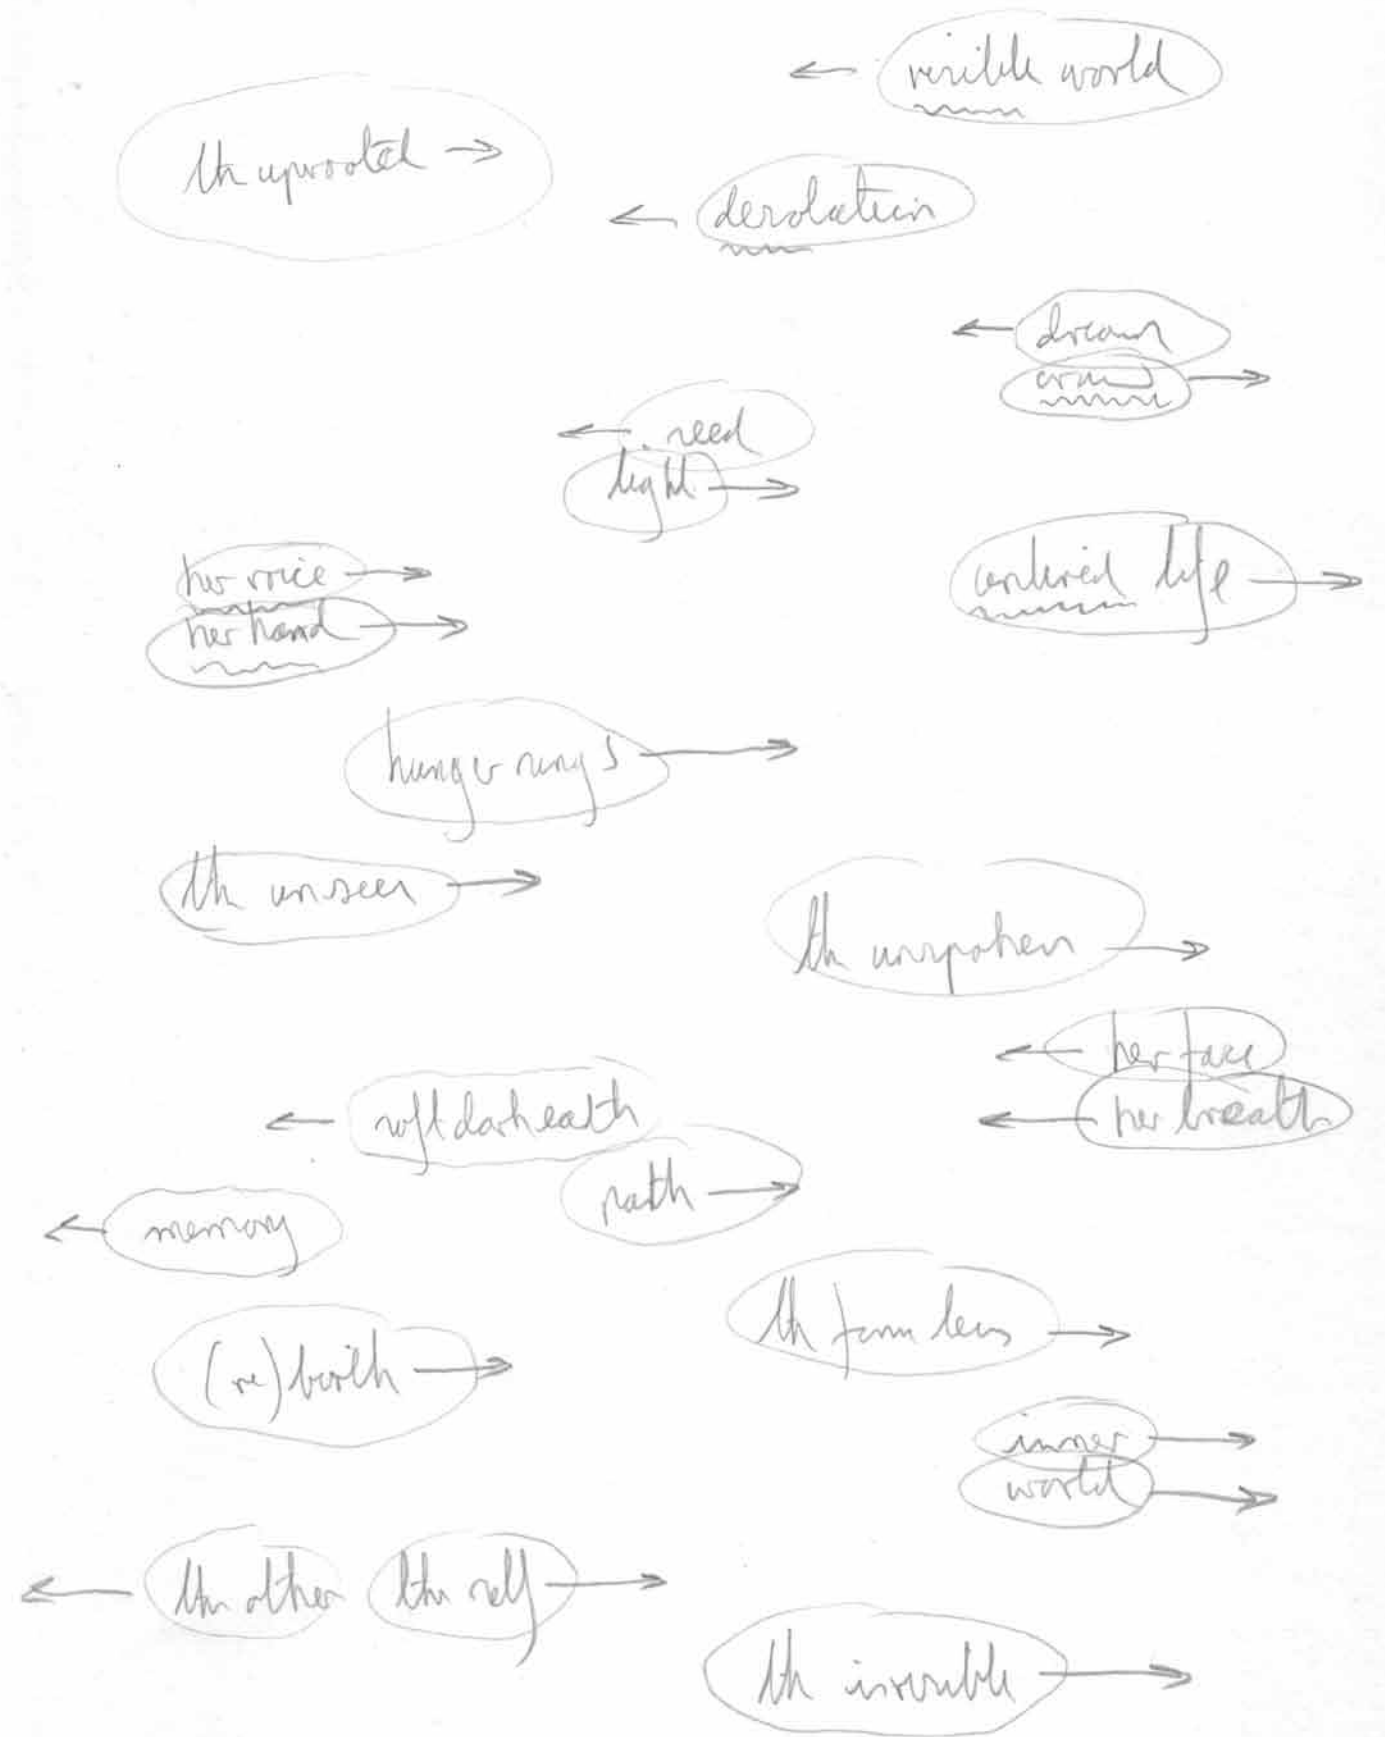 visible world
the uprooted
desolation
dream
seed
light
her voice
her hand
centered life
hunger rings
the unseen
the unspoken
her face
her breath
soft dark earth
path
memory
the formless
(re)birth
inner
world
the other the self
the invisible